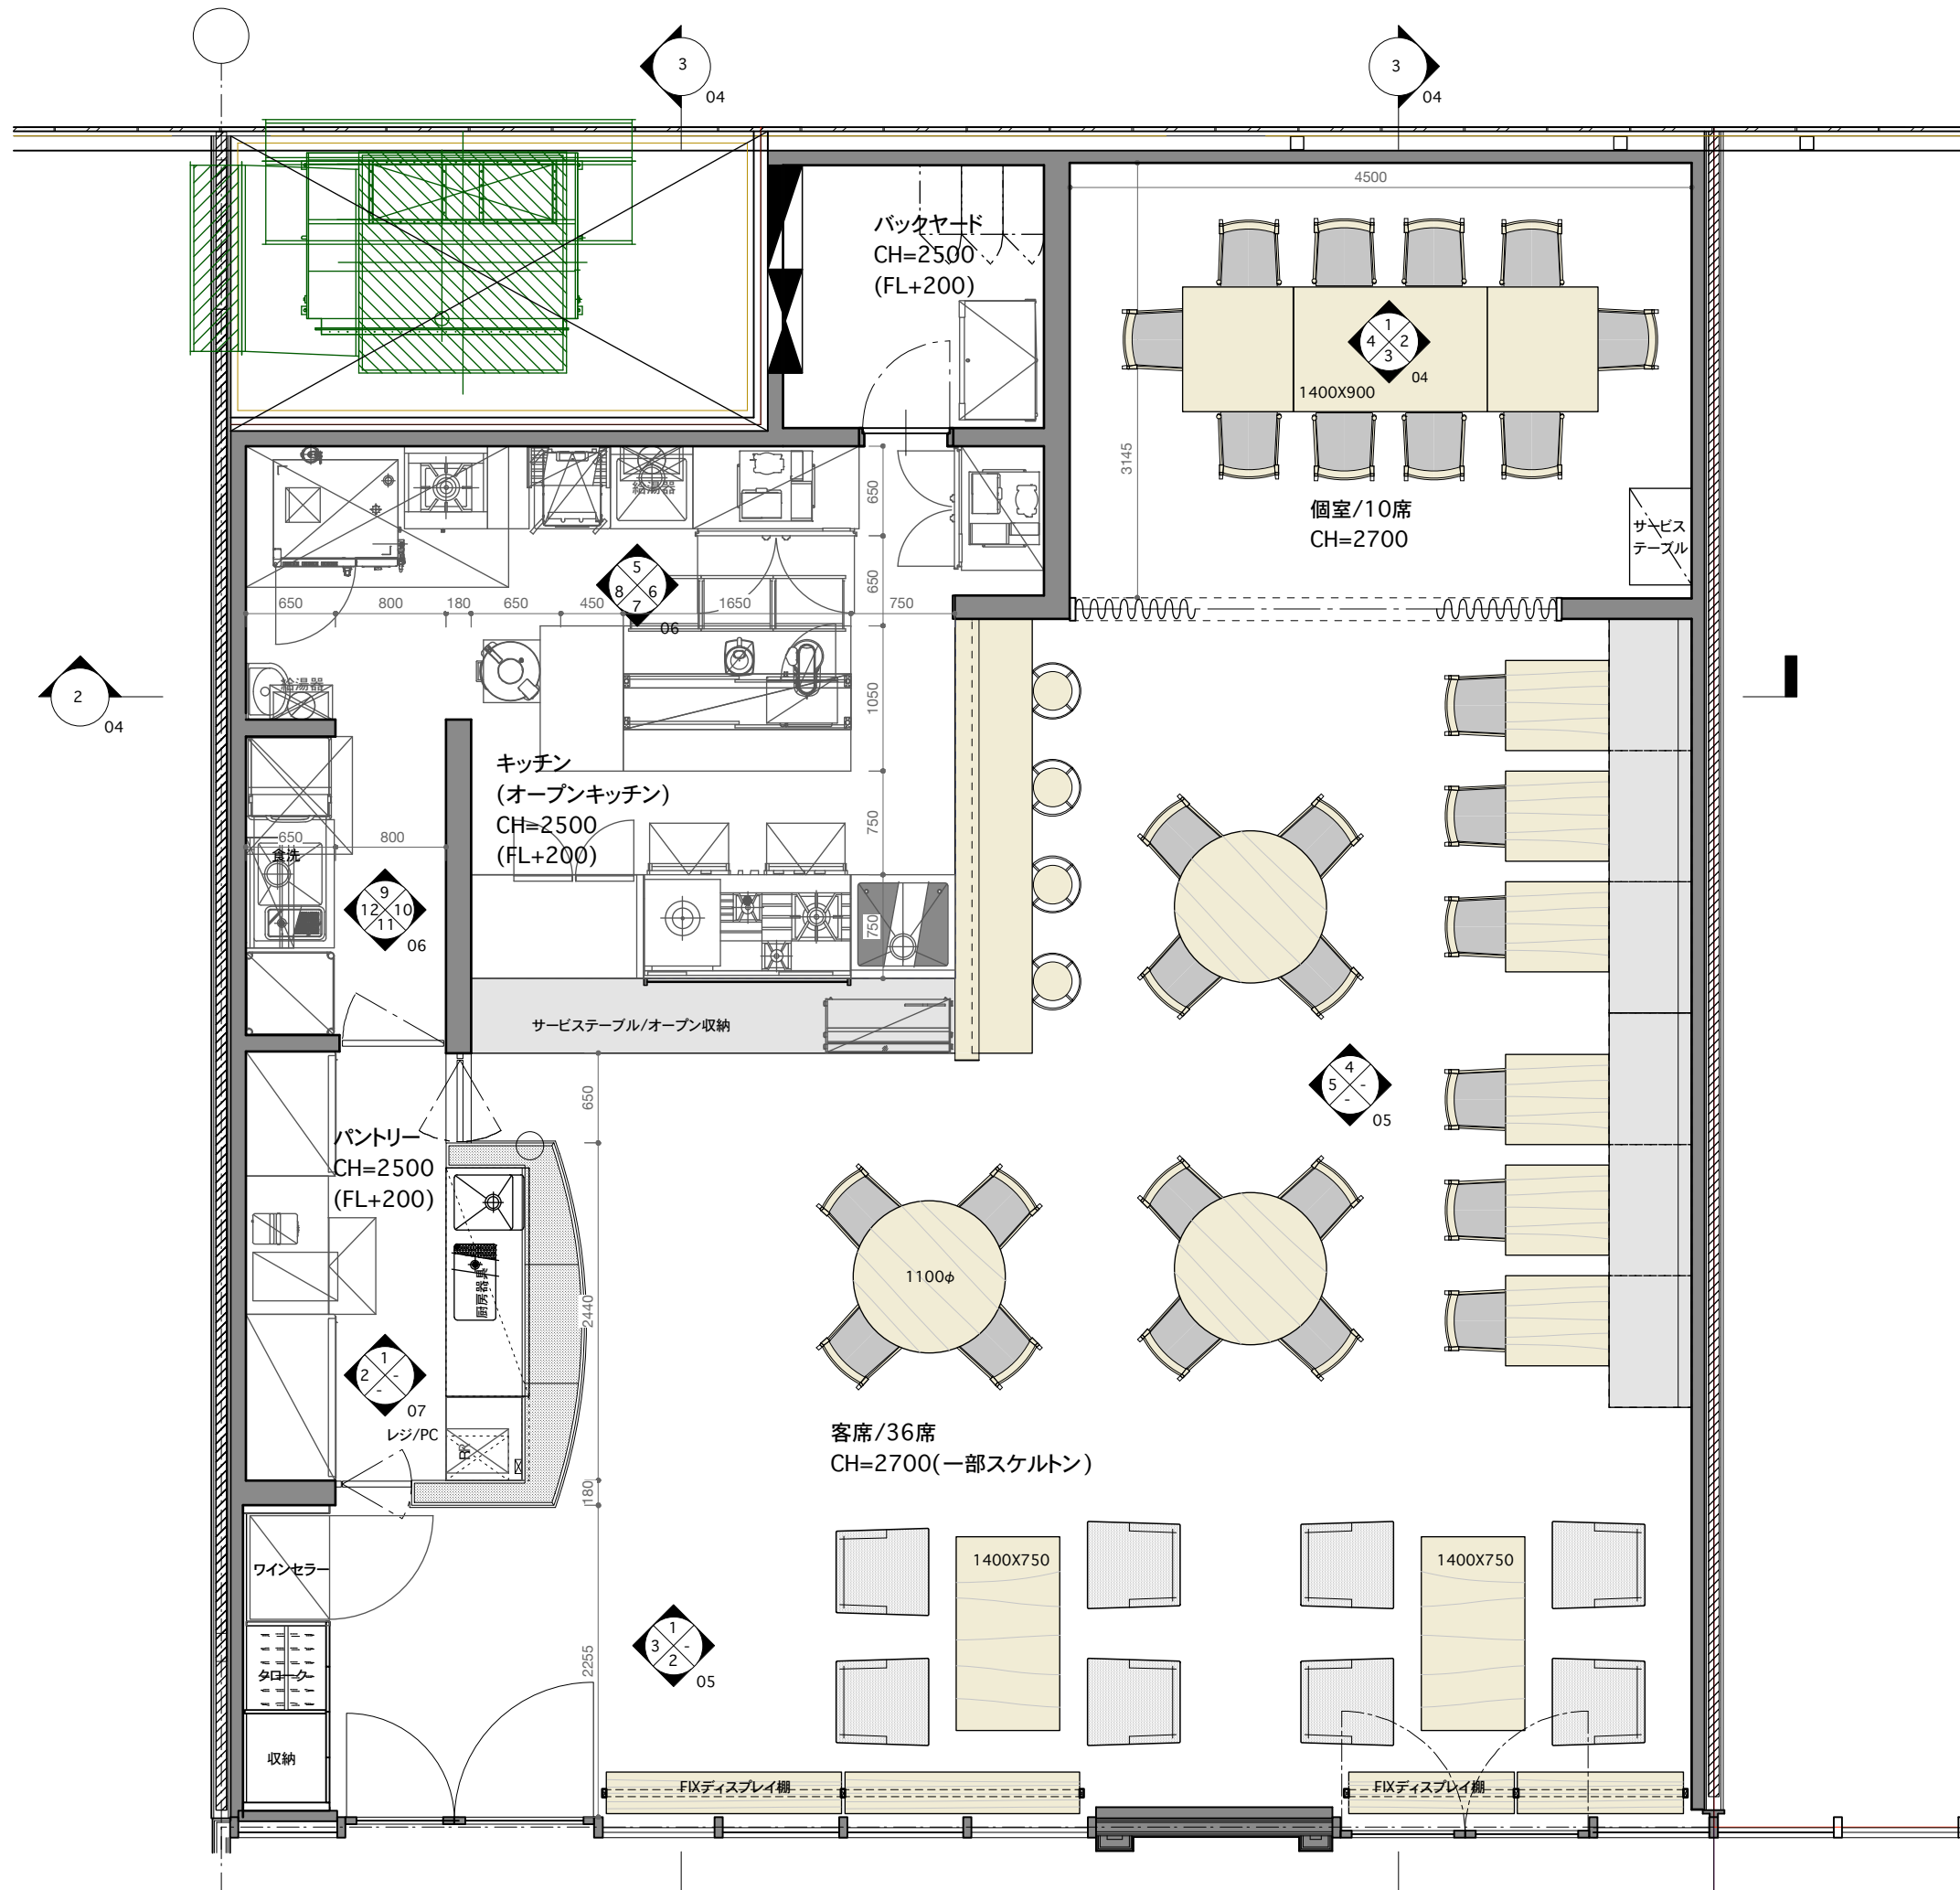 3
04
3
04
4500
バックヤード
CH=2500
(FL+200)
1
4
2
3
04
1400X900
3145
個室/10席
CH=2700
サービス
テーブル
給湯器
650
5
8
6
7
06
650
650
800
180
650
450
1650
750
2
04
給湯器
1050
キッチン
(オープンキッチン)
CH=2500
(FL+200)
750
650
800
食洗
9
12
10
11
06
750
サービステーブル/オープン収納
4
5
-
-
05
650
パントリー
CH=2500
(FL+200)
厨房器具
2440
1100φ
1
2
-
-
07
レジ/PC
客席/36席
CH=2700(一部スケルトン)
180
ワインセラー
1400X750
1400X750
1
3
-
2
05
2255
クローク
収納
FIXディスプレイ棚
FIXディスプレイ棚